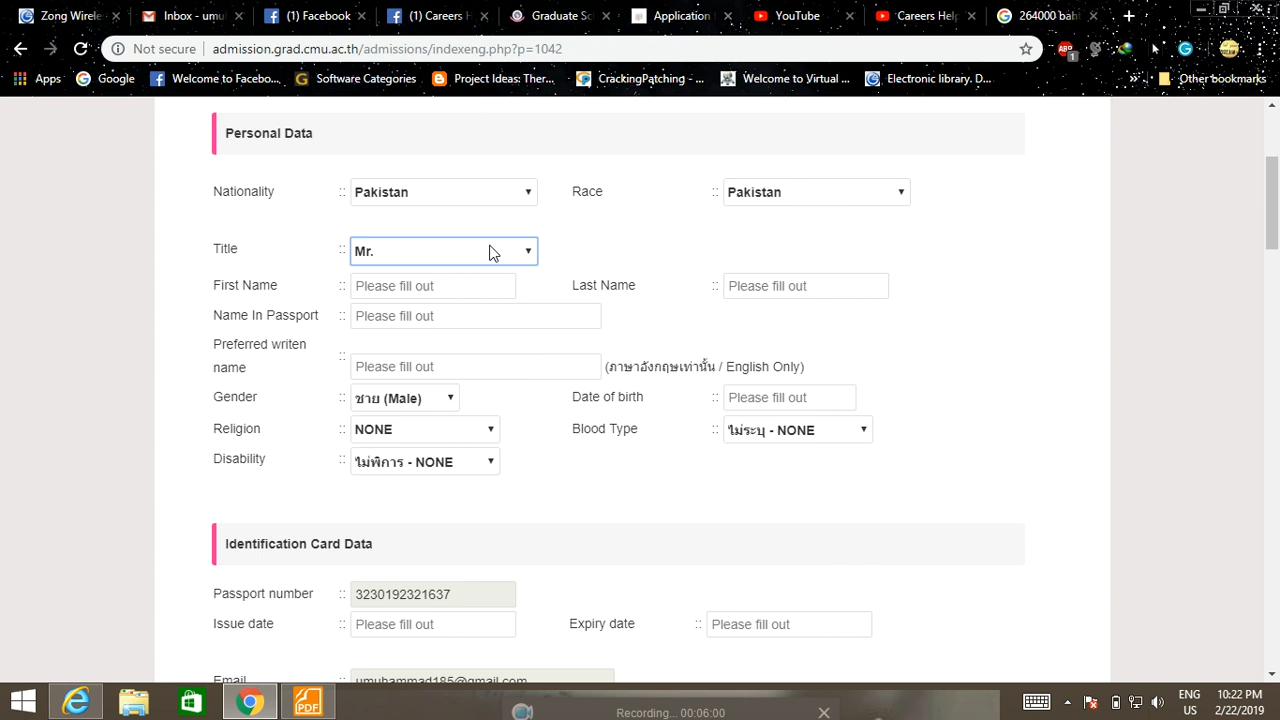 Zong Wirele
Inbox - umu
(1) Facebook
(1) Careers H
Graduate Sc
Application
YouTube
Careers Help
264000 baht
Not secure
admission.grad.cmu.ac.th/admissions/indexeng.php?p=1042
ABP
1
Apps
Google
Welcome to Facebo...
Software Categories
Project Ideas: Ther...
CrackingPatching - ...
Welcome to Virtual ...
Electronic library. D...
Other bookmarks
Personal Data
Nationality :: Pakistan Race :: Pakistan
Title :: Mr.
First Name :: Please fill out Last Name :: Please fill out
Name In Passport :: Please fill out
Preferred writen
name :: Please fill out (ภาษาอังกฤษเท่านั้น / English Only)
Gender :: ชาย (Male) Date of birth :: Please fill out
Religion :: NONE Blood Type :: ไม่ระบุ - NONE
Disability :: ไม่พิการ - NONE
Identification Card Data
Passport number :: 3230192321637
Issue date :: Please fill out Expiry date :: Please fill out
Email :: umuhammad185@gmail.com
PDF
Recording... 00:06:00
ENG
US
10:22 PM
2/22/2019